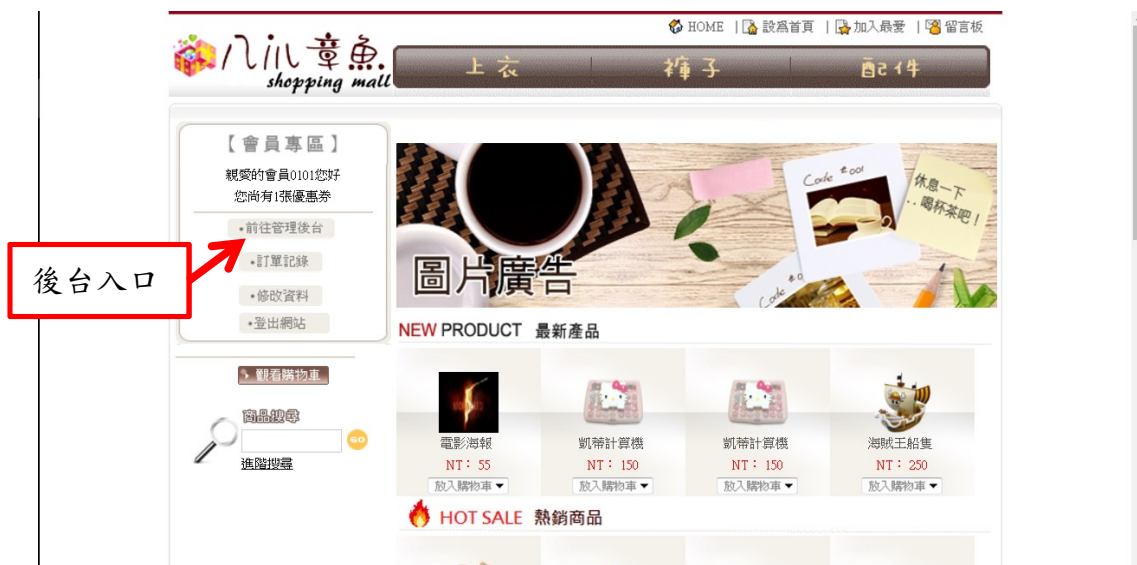 HOME | 設為首頁 | 加入最愛 | 留言板
八爪章魚
shopping mall
上衣 褲子 配件
【會員專區】
親愛的會員0101您好
您尚有1張優惠券
•前往管理後台
•訂單記錄
•修改資料
•登出網站
後台入口
觀看購物車
商品搜尋
GO
進階搜尋
Code #001
休息一下
..喝杯茶吧!
圖片廣告
NEW PRODUCT 最新產品
電影海報 凱蒂計算機 凱蒂計算機 海賊王船隻
NT: 55 NT: 150 NT: 150 NT: 250
放入購物車 放入購物車 放入購物車 放入購物車
HOT SALE 熱銷商品